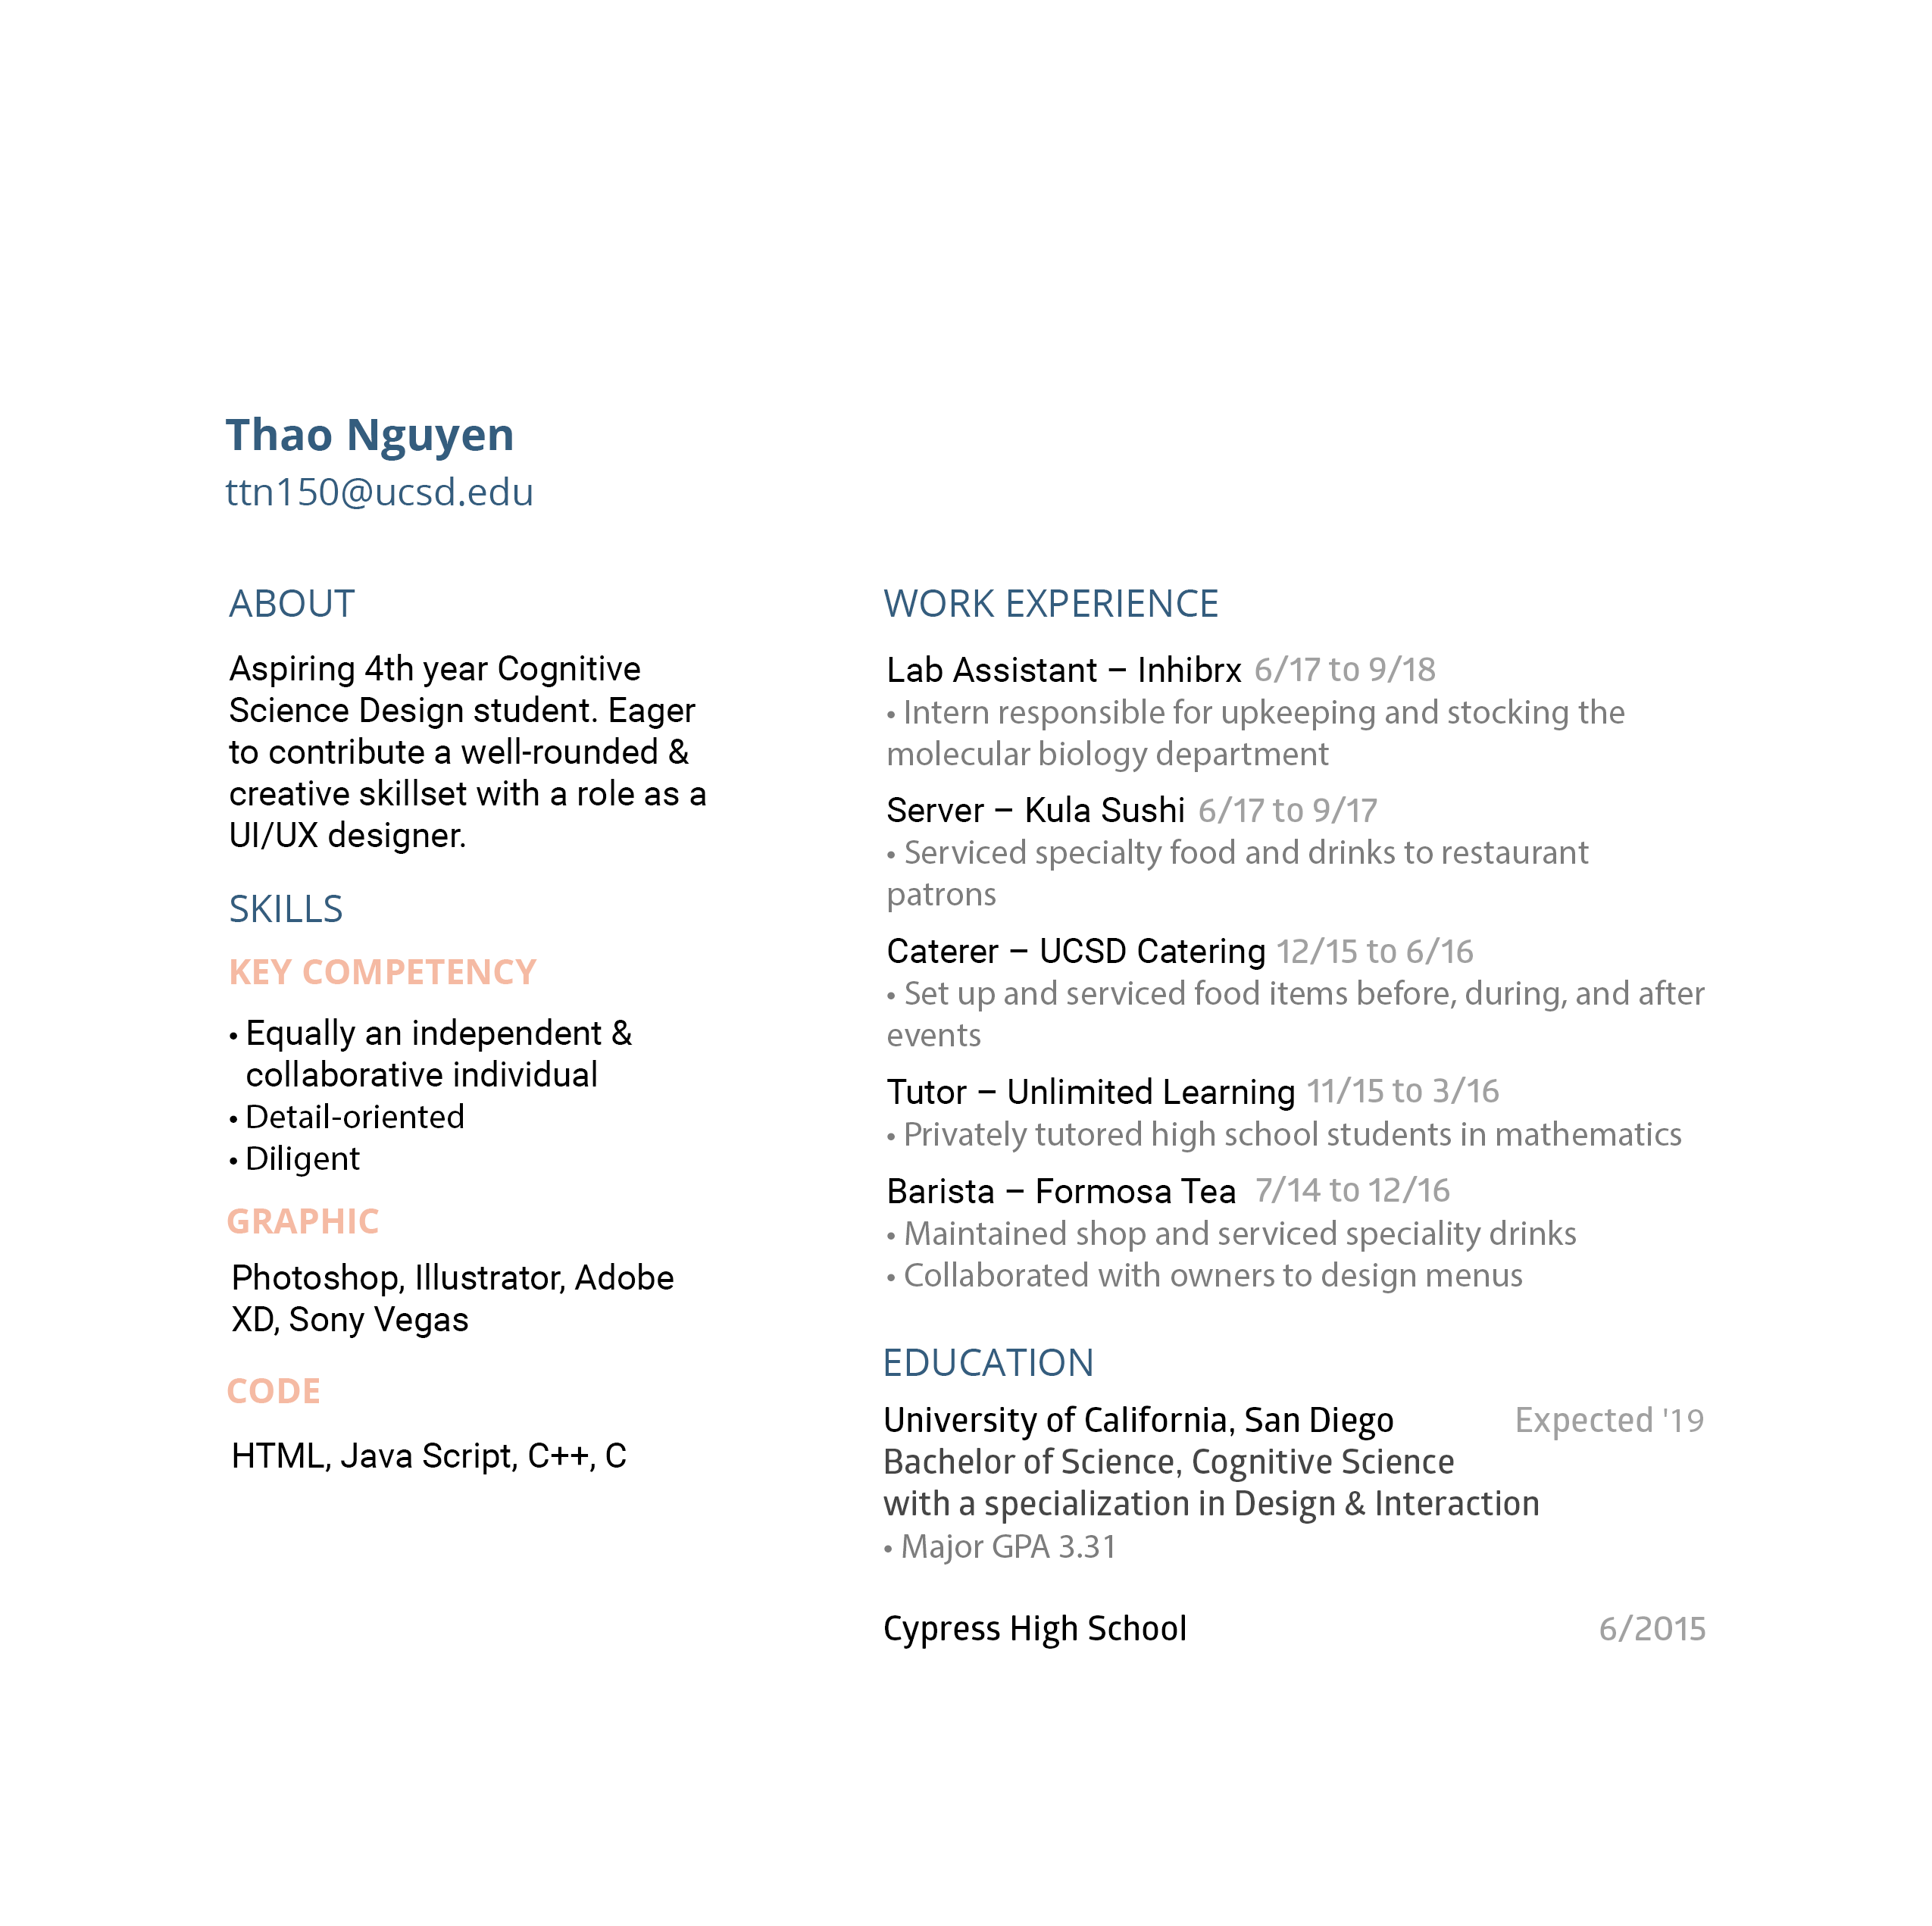 Thao Nguyen
ttn150@ucsd.edu
ABOUT
Aspiring 4th year Cognitive
Science Design student. Eager
to contribute a well-rounded &
creative skillset with a role as a
UI/UX designer.
SKILLS
KEY COMPETENCY
• Equally an independent &
collaborative individual
• Detail-oriented
• Diligent
GRAPHIC
Photoshop, Illustrator, Adobe
XD, Sony Vegas
CODE
HTML, Java Script, C++, C
WORK EXPERIENCE
Lab Assistant – Inhibrx 6/17 to 9/18
• Intern responsible for upkeeping and stocking the
molecular biology department
Server – Kula Sushi 6/17 to 9/17
• Serviced specialty food and drinks to restaurant
patrons
Caterer – UCSD Catering 12/15 to 6/16
• Set up and serviced food items before, during, and after
events
Tutor – Unlimited Learning 11/15 to 3/16
• Privately tutored high school students in mathematics
Barista – Formosa Tea 7/14 to 12/16
• Maintained shop and serviced speciality drinks
• Collaborated with owners to design menus
EDUCATION
University of California, San Diego Expected '19
Bachelor of Science, Cognitive Science
with a specialization in Design & Interaction
• Major GPA 3.31
Cypress High School 6/2015